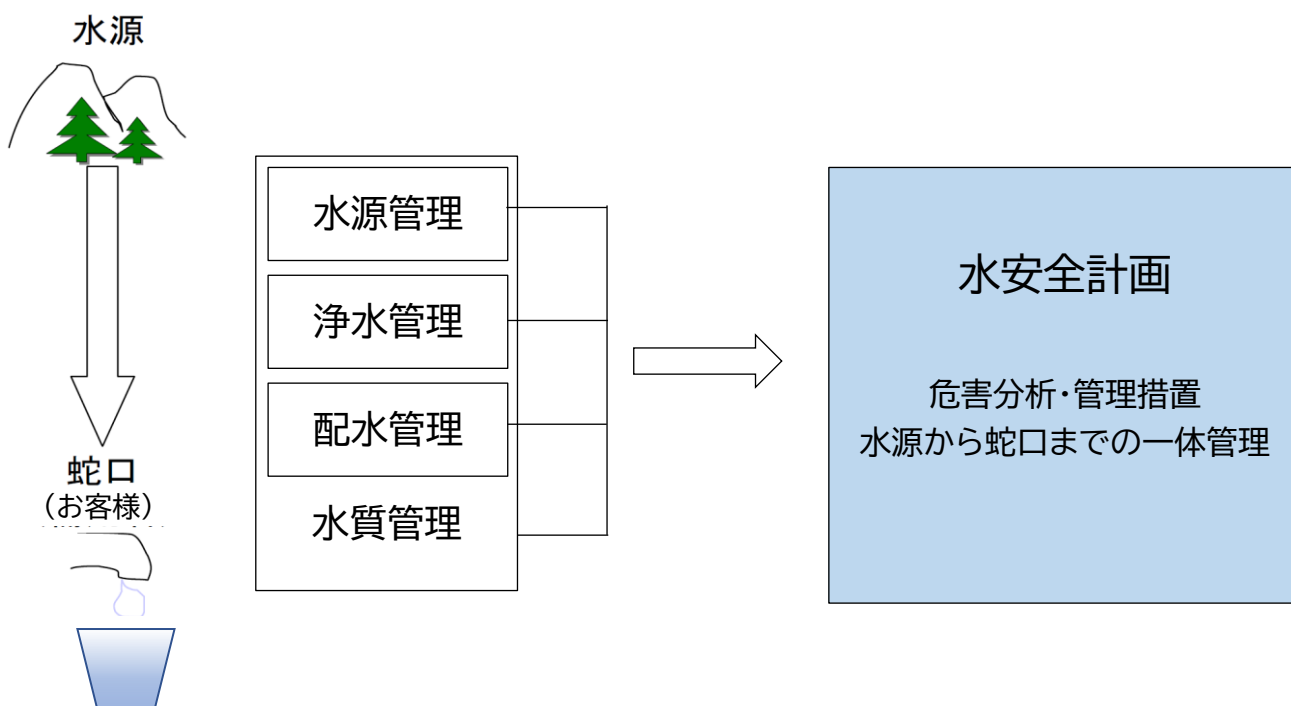 水源
水源管理
浄水管理
配水管理
水質管理
蛇口
(お客様)
水安全計画
危害分析・管理措置
水源から蛇口までの一体管理